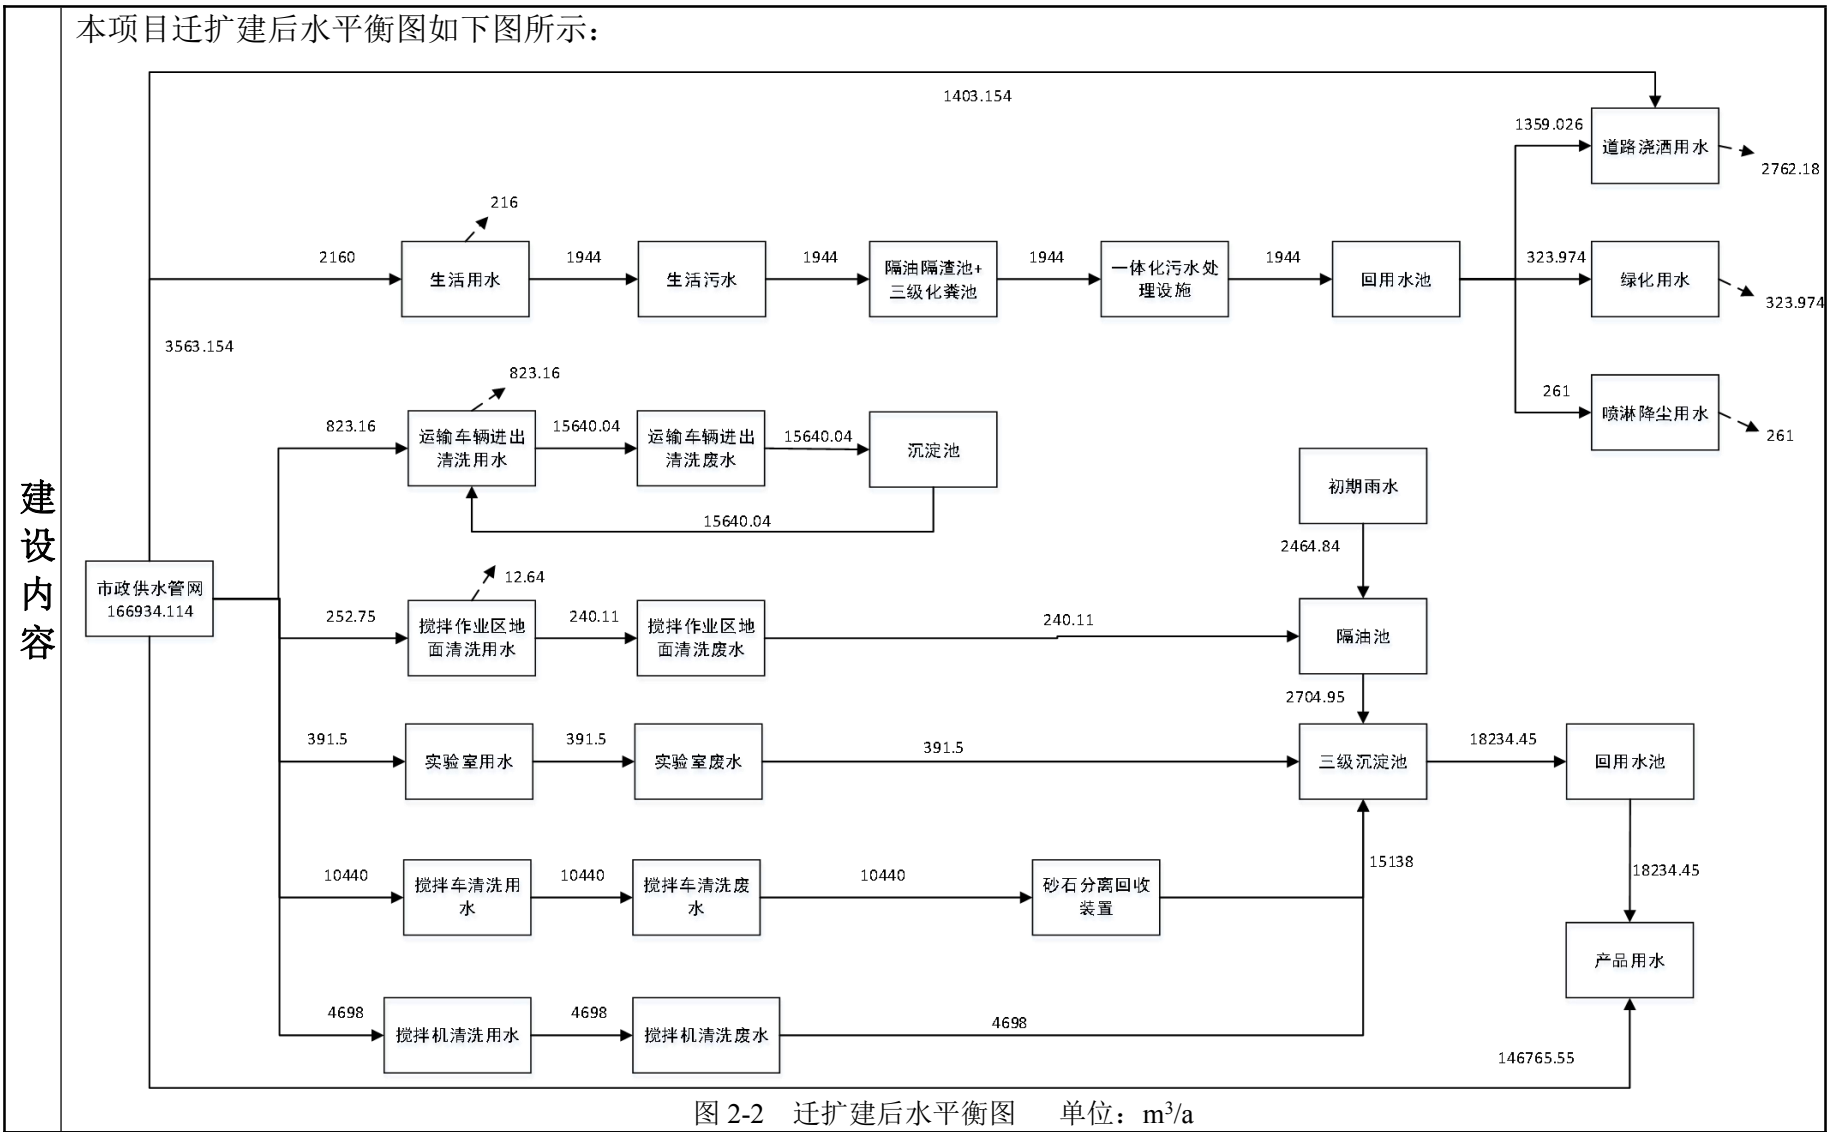 本项目迁扩建后水平衡图如下图所示：
建
设
内
容
1403.154
1359.026
道路浇洒用水
2762.18
216
2160
生活用水
1944
生活污水
1944
隔油隔渣池+
三级化粪池
1944
一体化污水处
理设施
1944
回用水池
323.974
绿化用水
323.974
3563.154
823.16
261
喷淋降尘用水
261
823.16
运输车辆进出
清洗用水
15640.04
运输车辆进出
清洗废水
15640.04
沉淀池
15640.04
初期雨水
2464.84
市政供水管网
166934.114
12.64
252.75
搅拌作业区地
面清洗用水
240.11
搅拌作业区地
面清洗废水
240.11
隔油池
2704.95
391.5
实验室用水
391.5
实验室废水
391.5
三级沉淀池
18234.45
回用水池
10440
搅拌车清洗用
水
10440
搅拌车清洗废
水
10440
砂石分离回收
装置
15138
18234.45
产品用水
4698
搅拌机清洗用水
4698
搅拌机清洗废水
4698
146765.55
图 2-2 迁扩建后水平衡图 单位：m³/a